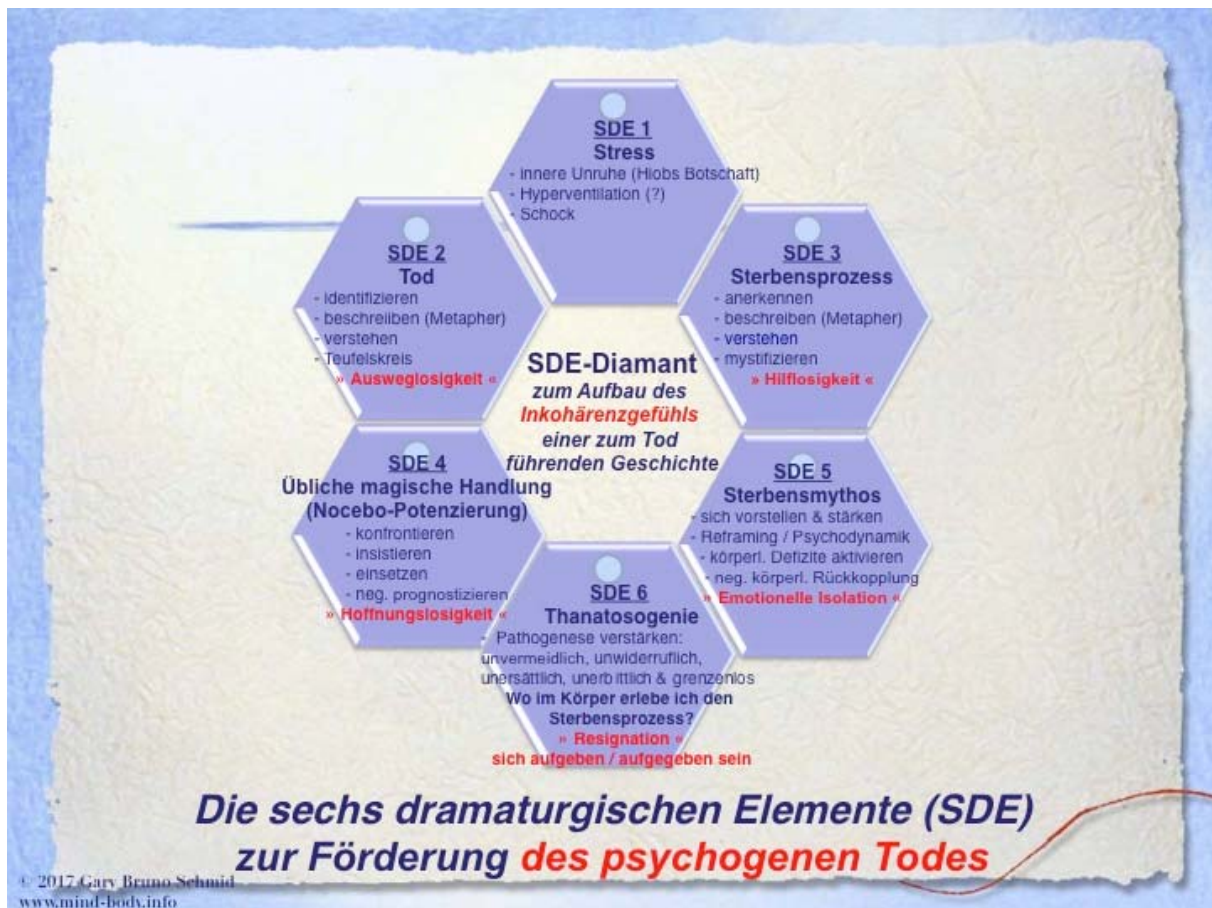 SDE 1
Stress
- innere Unruhe (Hiobs Botschaft)
- Hyperventilation (?)
- Schock
SDE 2
Tod
- identifizieren
- beschreiiben (Metapher)
- verstehen
- Teufelskreis
» Ausweglosigkeit «
SDE 3
Sterbensprozess
- anerkennen
- beschreiben (Metapher)
- verstehen
- mystifizieren
» Hilflosigkeit «
SDE-Diamant
zum Aufbau des
Inkohärenzgefühls
einer zum Tod
führenden Geschichte
SDE 4
Übliche magische Handlung
(Nocebo-Potenzierung)
- konfrontieren
- insistieren
- einsetzen
- neg. prognostizieren
» Hoffnungslosigkeit «
SDE 5
Sterbensmythos
- sich vorstellen & stärken
- Reframing / Psychodynamik
- körperl. Defizite aktivieren
- neg. körperl. Rückkopplung
» Emotionelle Isolation «
SDE 6
Thanatosogenie
- Pathogenese verstärken:
unvermeidlich, unwiderruflich,
unersättlich, unerbittlich & grenzenlos
Wo im Körper erlebe ich den
Sterbensprozess?
» Resignation «
sich aufgeben / aufgegeben sein
Die sechs dramaturgischen Elemente (SDE)
zur Förderung des psychogenen Todes
© 2017 Gary Bruno Schmid
www.mind-body.info